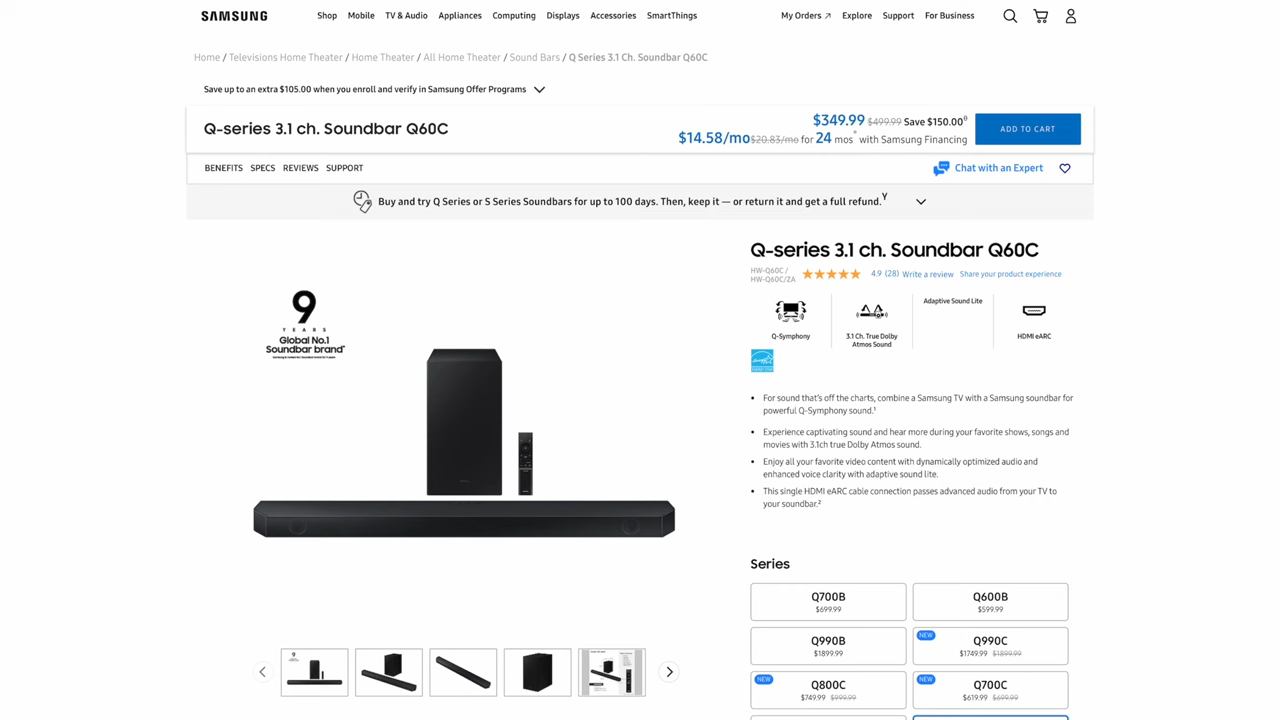 SAMSUNG
Shop Mobile TV & Audio Appliances Computing Displays Accessories SmartThings
My Orders ↗ Explore Support For Business
Home / Televisions Home Theater / Home Theater / All Home Theater / Sound Bars / Q Series 3.1 Ch. Soundbar Q60C
Save up to an extra $105.00 when you enroll and verify in Samsung Offer Programs
Q-series 3.1 ch. Soundbar Q60C
$349.99 $499.99 Save $150.00
$14.58/mo $20.83/mo for 24 mos with Samsung Financing
ADD TO CART
BENEFITS SPECS REVIEWS SUPPORT
Chat with an Expert
Buy and try Q Series or S Series Soundbars for up to 100 days. Then, keep it — or return it and get a full refund.Y
Q-series 3.1 ch. Soundbar Q60C
HW-Q60C /
HW-Q60C/ZA
4.9 (28) Write a review Share your product experience
Q-Symphony
3.1 Ch. True Dolby
Atmos Sound
Adaptive Sound Lite
HDMI eARC
9
YEARS
Global No.1
Soundbar brand*
• For sound that's off the charts, combine a Samsung TV with a Samsung soundbar for
powerful Q-Symphony sound.¹
• Experience captivating sound and hear more during your favorite shows, songs and
movies with 3.1ch true Dolby Atmos sound.
• Enjoy all your favorite video content with dynamically optimized audio and
enhanced voice clarity with adaptive sound lite.
• This single HDMI eARC cable connection passes advanced audio from your TV to
your soundbar.²
Series
Q700B
$699.99
Q600B
$599.99
Q990B
$1899.99
NEW
Q990C
$1749.99 $1899.99
NEW
Q800C
$749.99 $999.99
NEW
Q700C
$619.99 $699.99